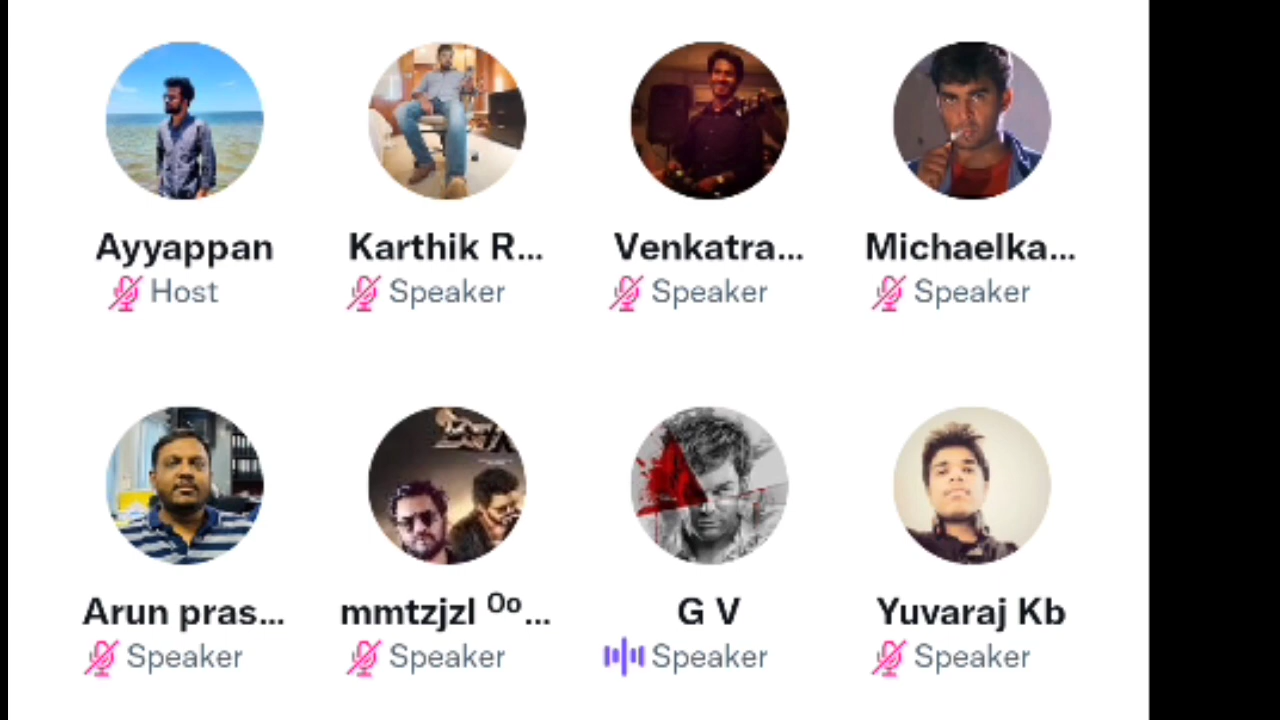 Ayyappan
Host
Karthik R...
Speaker
Venkatra...
Speaker
Michaelka...
Speaker
Arun pras...
Speaker
mmtzjzl ᴼᵒ...
Speaker
G V
Speaker
Yuvaraj Kb
Speaker